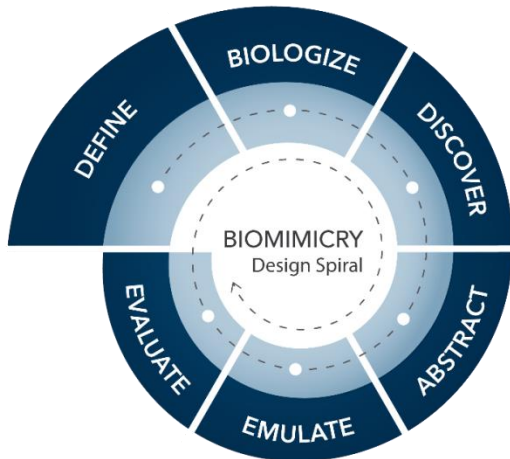 DEFINE
BIOLOGIZE
DISCOVER
ABSTRACT
EMULATE
EVALUATE
BIOMIMICRY
Design Spiral